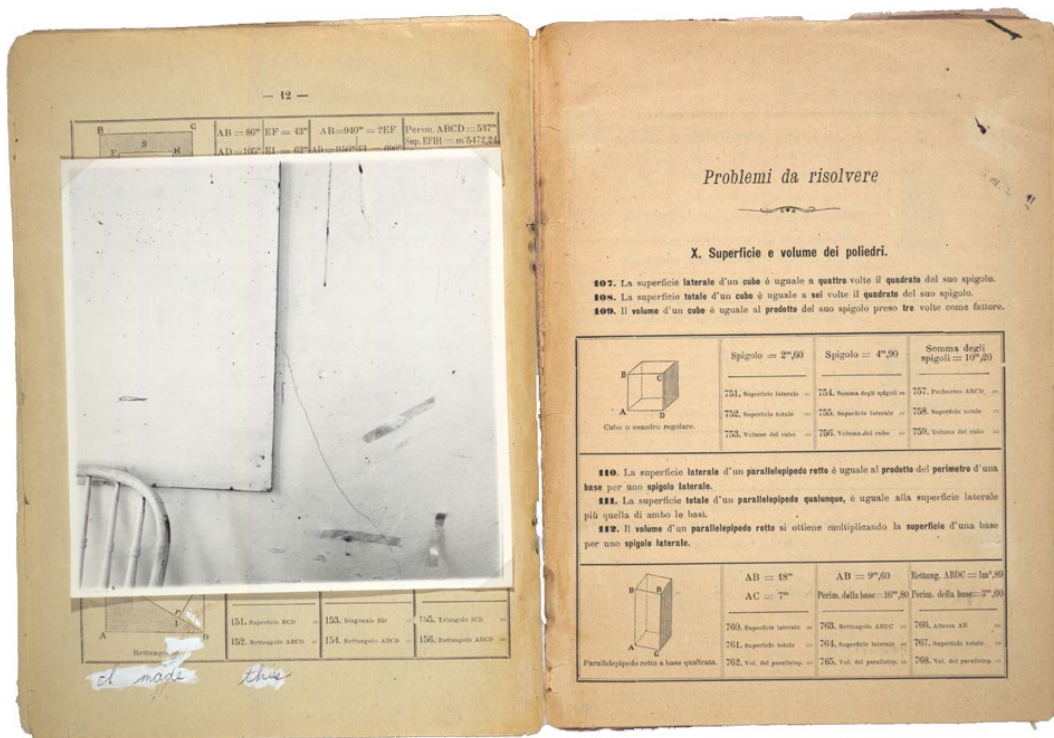 — 12 —
B C
S
F H
AB = 86ᵐ EF = 43ᵐ AB = 940ᵐ = 2EF Perim. ABCD = 537ᵐ
Sup. EFIH = m 5472,24
AD = 105ᵐ EI = 62ᵐ
A
r
I
Rettango
151. Superficie BCD = 153. Diagonale BD = 155. Triangolo ICD =
152. Rettangolo ABCD = 154. Rettangolo ABCD = 156. Rettangolo ABCD =
I made this
Problemi da risolvere
X. Superficie e volume dei poliedri.
107. La superficie laterale d'un cubo è uguale a quattro volte il quadrato del suo spigolo.
108. La superficie totale d'un cubo è uguale a sei volte il quadrato del suo spigolo.
109. Il volume d'un cubo è uguale al prodotto del suo spigolo preso tre volte come fattore.
B C
A D
Cubo o esaedro regolare.
Spigolo = 2ᵐ,60 Spigolo = 4ᵐ,90 Somma degli
spigoli = 10ᵐ,20
751. Superficie laterale = 754. Somma degli spigoli = 757. Perimetro ABCD =
752. Superficie totale = 755. Superficie laterale = 758. Superficie totale =
753. Volume del cubo = 756. Volume del cubo = 759. Volume del cubo =
110. La superficie laterale d'un parallelepipedo retto è uguale al prodotto del perimetro d'una
base per uno spigolo laterale.
111. La superficie totale d'un parallelepipedo qualunque, è uguale alla superficie laterale
più quella di ambo le basi.
112. Il volume d'un parallelepipedo retto si ottiene moltiplicando la superficie d'una base
per uno spigolo laterale.
B D
A C
Parallelepipedo retto a base quadrata.
AB = 18ᵐ AB = 9ᵐ,60 Rettang. ABDC = 1m²,89
AC = 7ᵐ Perim. della base = 16ᵐ,80 Perim. della base = 3ᵐ,60
760. Superficie laterale = 763. Rettangolo ABDC = 766. Altezza AB =
761. Superficie totale = 764. Superficie laterale = 767. Superficie totale =
762. Vol. del parallelep. = 765. Vol. del parallelep. = 768. Vol. del parallelep. =